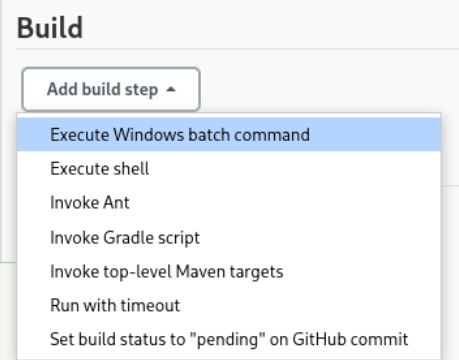 Build
Add build step
Execute Windows batch command
Execute shell
Invoke Ant
Invoke Gradle script
Invoke top-level Maven targets
Run with timeout
Set build status to "pending" on GitHub commit